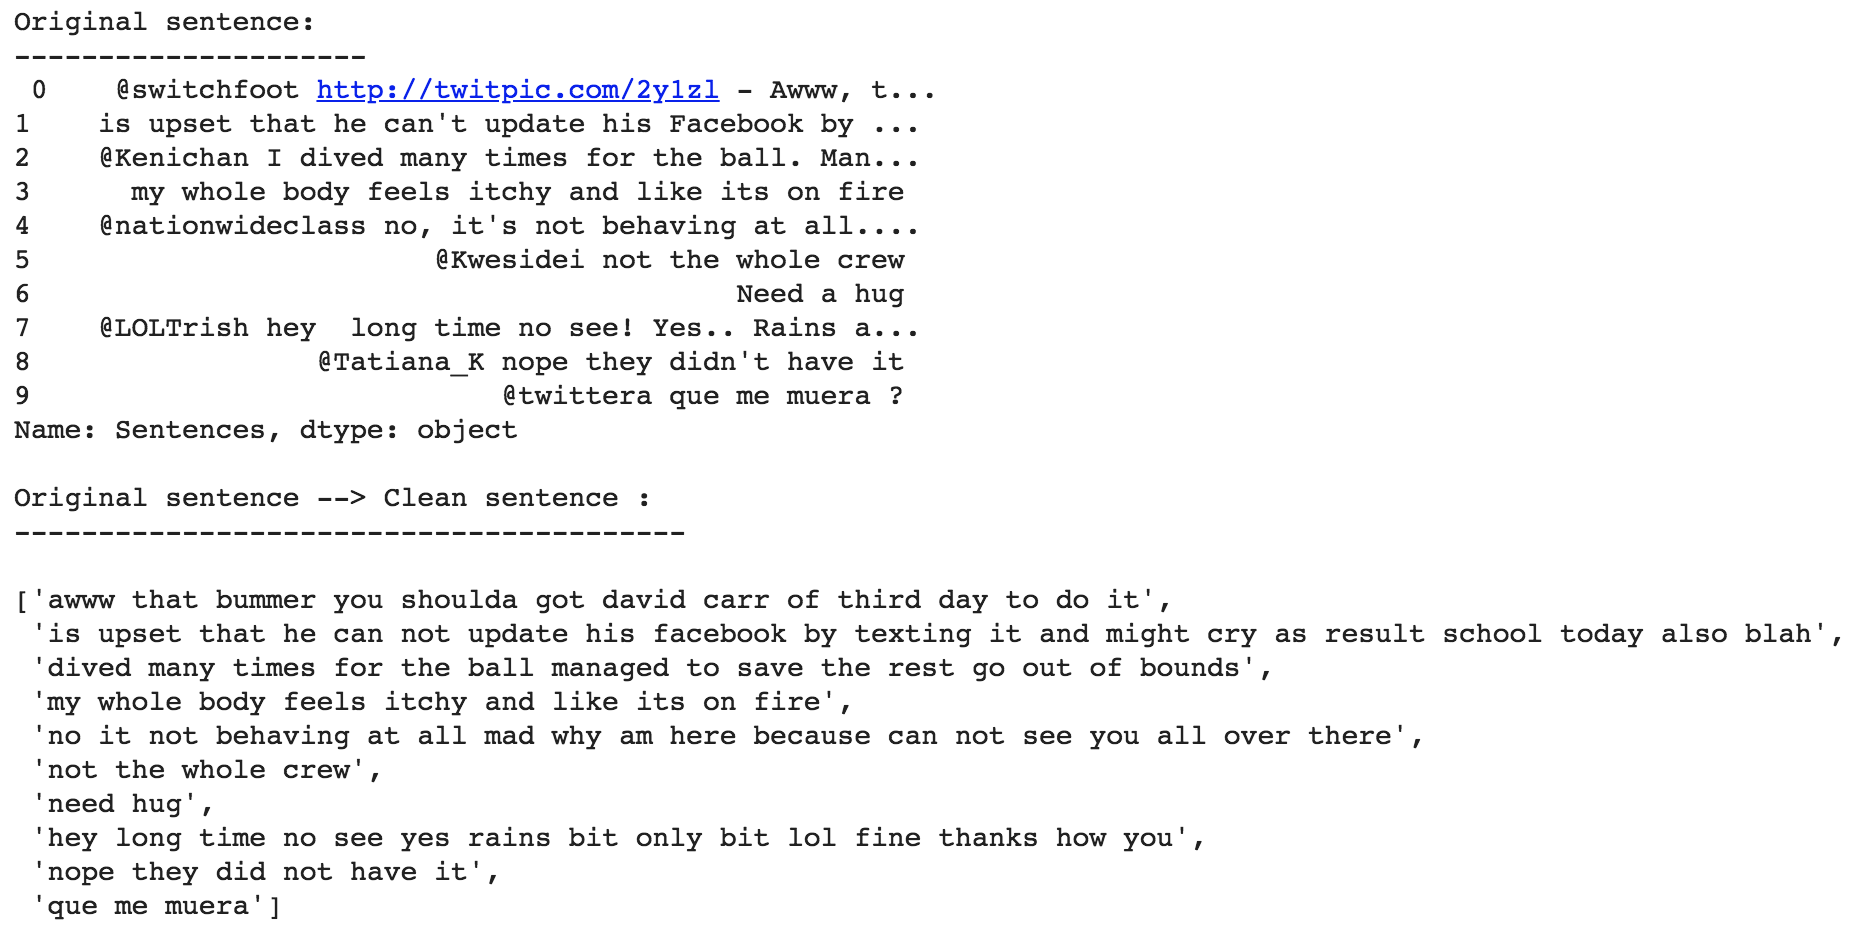 Original sentence:
---------------------
0 @switchfoot http://twitpic.com/2y1zl - Awww, t...
1 is upset that he can't update his Facebook by ...
2 @Kenichan I dived many times for the ball. Man...
3 my whole body feels itchy and like its on fire
4 @nationwideclass no, it's not behaving at all....
5 @Kwesidei not the whole crew
6 Need a hug
7 @LOLTrish hey  long time no see! Yes.. Rains a...
8 @Tatiana_K nope they didn't have it
9 @twittera que me muera ?
Name: Sentences, dtype: object
Original sentence --> Clean sentence :
----------------------------------------
['awww that bummer you shoulda got david carr of third day to do it',
'is upset that he can not update his facebook by texting it and might cry as result school today also blah',
'dived many times for the ball managed to save the rest go out of bounds',
'my whole body feels itchy and like its on fire',
'no it not behaving at all mad why am here because can not see you all over there',
'not the whole crew',
'need hug',
'hey long time no see yes rains bit only bit lol fine thanks how you',
'nope they did not have it',
'que me muera']